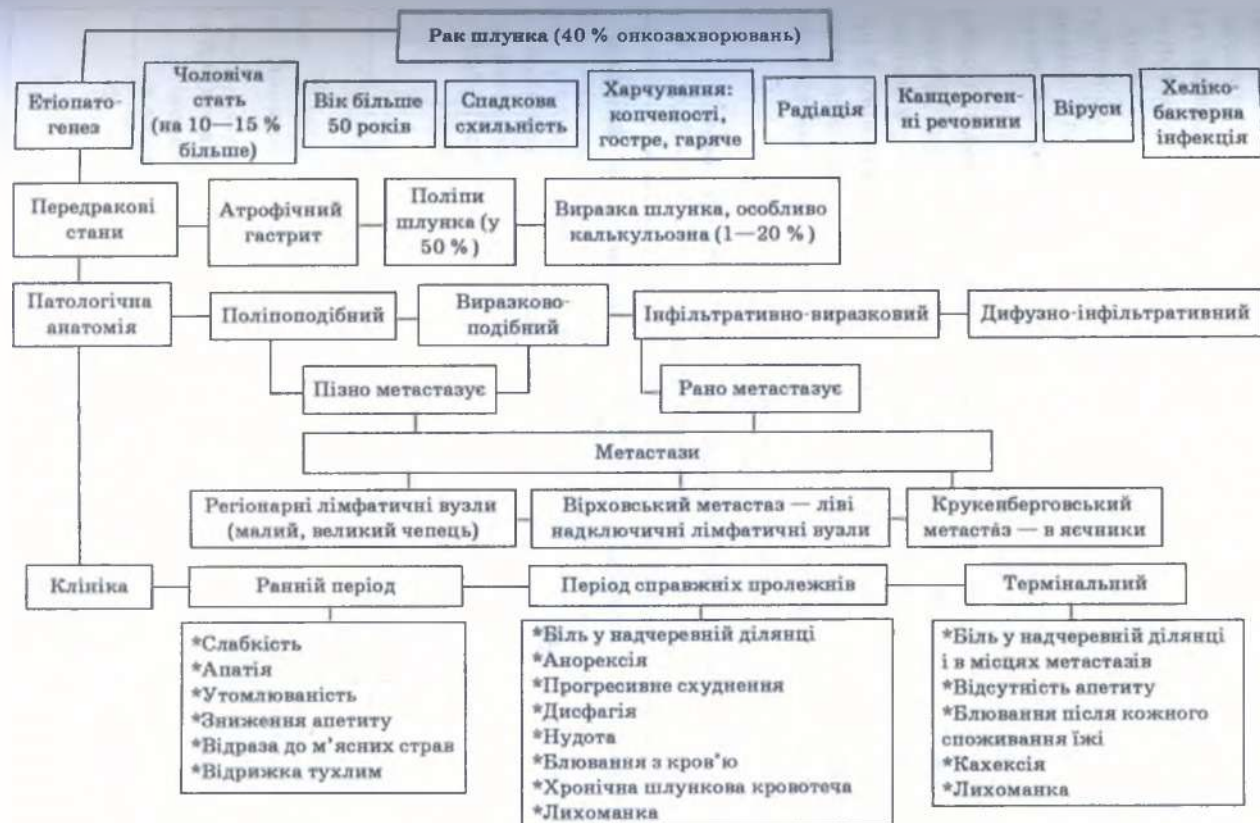 Рак шлунка (40 % онкозахворювань)
Етіопато-
генез
Чоловіча
стать
(на 10—15 %
більше)
Вік більше
50 років
Спадкова
схильність
Харчування:
копченості,
гостре, гаряче
Радіація
Канцероген-
ні речовини
Віруси
Хеліко-
бактерна
інфекція
Передракові
стани
Атрофічний
гастрит
Поліпи
шлунка (у
50 %)
Виразка шлунка, особливо
калькульозна (1—20 %)
Патологічна
анатомія
Поліпоподібний
Виразково-
подібний
Інфільтративно-виразковий
Дифузно-інфільтративний
Пізно метастазує
Рано метастазує
Метастази
Регіонарні лімфатичні вузли
(малий, великий чепець)
Вірховський метастаз — ліві
надключичні лімфатичні вузли
Крукенберговський
метастáз — в яєчники
Клініка
Ранній період
Період справжніх пролежнів
Термінальний
*Слабкість
*Апатія
*Утомлюваність
*Зниження апетиту
*Відраза до м’ясних страв
*Відрижка тухлим
*Біль у надчеревній ділянці
*Анорексія
*Прогресивне схуднення
*Дисфагія
*Нудота
*Блювання з кров’ю
*Хронічна шлункова кровотеча
*Лихоманка
*Біль у надчеревній ділянці
і в місцях метастазів
*Відсутність апетиту
*Блювання після кожного
споживання їжі
*Кахексія
*Лихоманка